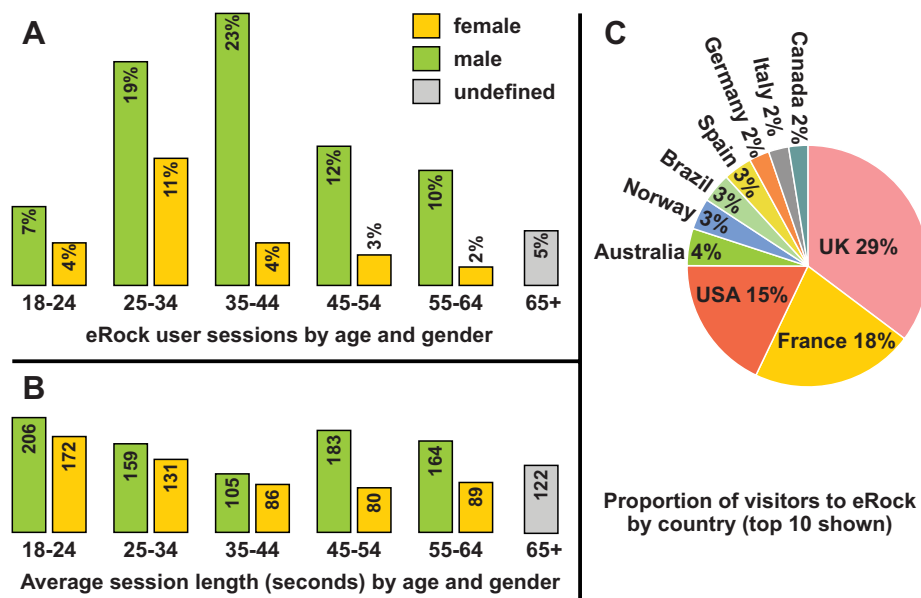 A
female
male
undefined
7%
4%
19%
11%
23%
4%
12%
3%
10%
2%
5%
18-24
25-34
35-44
45-54
55-64
65+
eRock user sessions by age and gender
B
206
172
159
131
105
86
183
80
164
89
122
18-24
25-34
35-44
45-54
55-64
65+
Average session length (seconds) by age and gender
C
UK 29%
France 18%
USA 15%
Australia 4%
Norway 3%
Brazil 3%
Spain 3%
Germany 2%
Italy 2%
Canada 2%
Proportion of visitors to eRock
by country (top 10 shown)